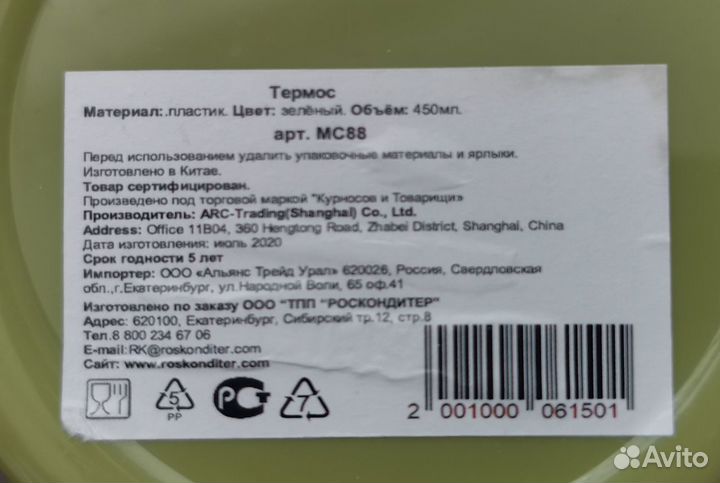 Термос
Материал:.пластик. Цвет: зелёный. Объём: 450мл.
арт. МС88
Перед использованием удалить упаковочные материалы и ярлыки.
Изготовлено в Китае.
Товар сертифицирован.
Произведено под торговой маркой "Курносов и Товарищи»
Производитель: ARC-Trading(Shanghai) Co., Ltd.
Address: Office 11B04, 360 Hengtong Road, Zhabei District, Shanghai, China
Дата изготовления: июль 2020
Срок годности 5 лет
Импортер: ООО «Альянс Трейд Урал» 620026, Россия, Свердловская
обл.,г.Екатеринбург, ул.Народной Воли, 65 оф.41
Изготовлено по заказу ООО "ТПП "РОСКОНДИТЕР"
Адрес: 620100, Екатеринбург, Сибирский тр.12, стр.8
Тел.8 800 234 67 06
E-mail:RK@roskonditer.com
Сайт: www.roskonditer.com
5
PP
РСТ
7
2 001000 061501
Avito